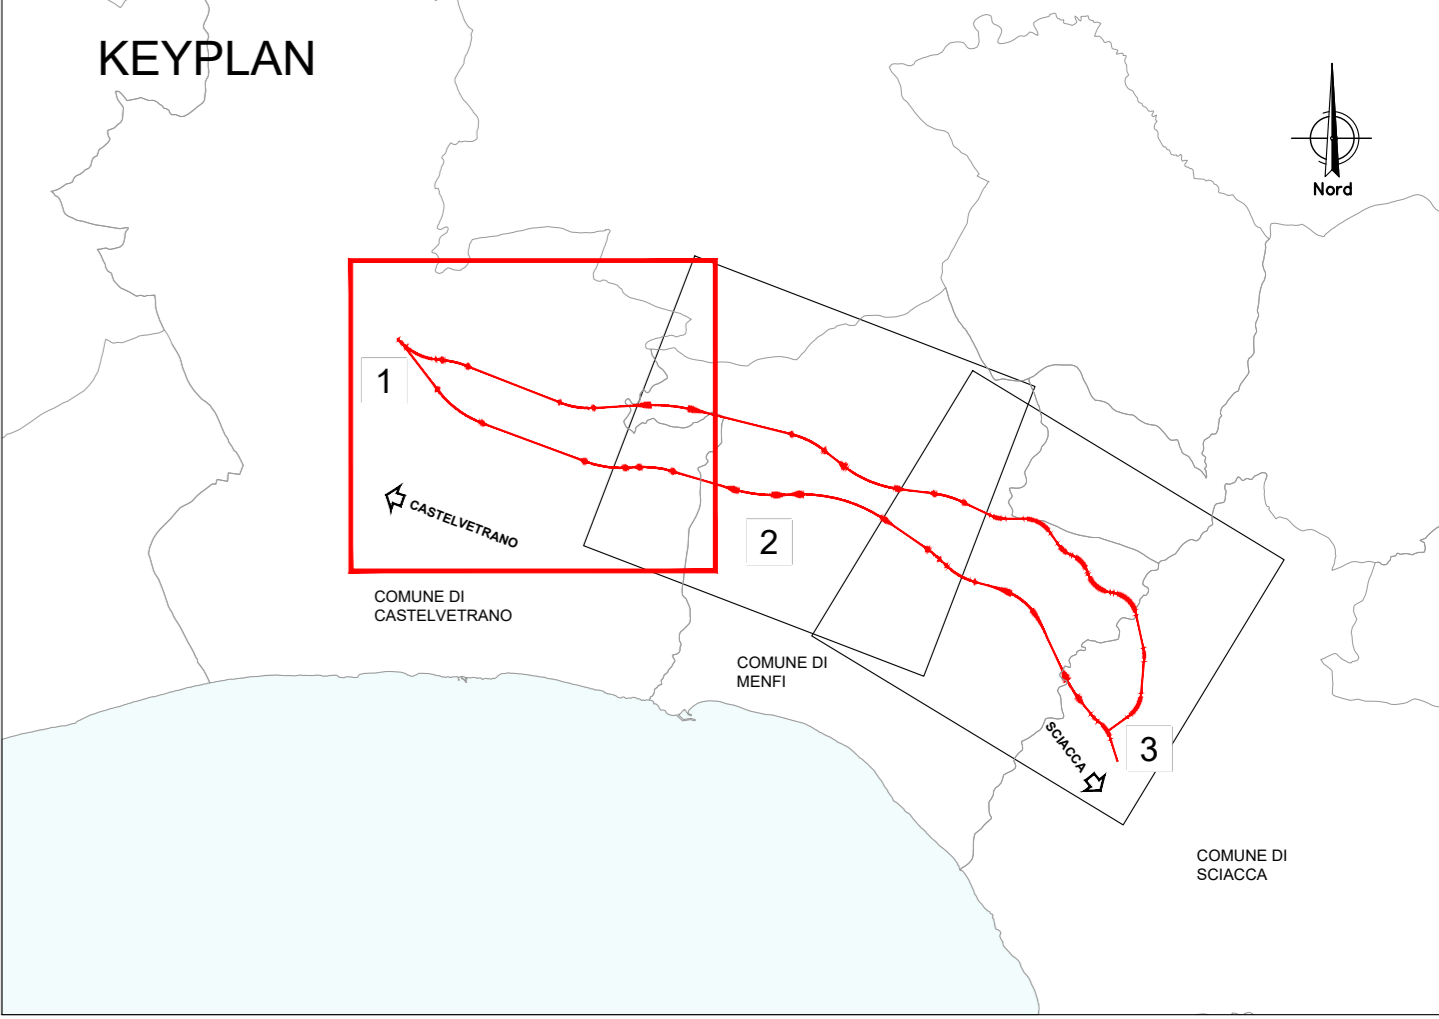 KEYPLAN
Nord
1
CASTELVETRANO
2
COMUNE DI
CASTELVETRANO
COMUNE DI
MENFI
SCIACCA
3
COMUNE DI
SCIACCA